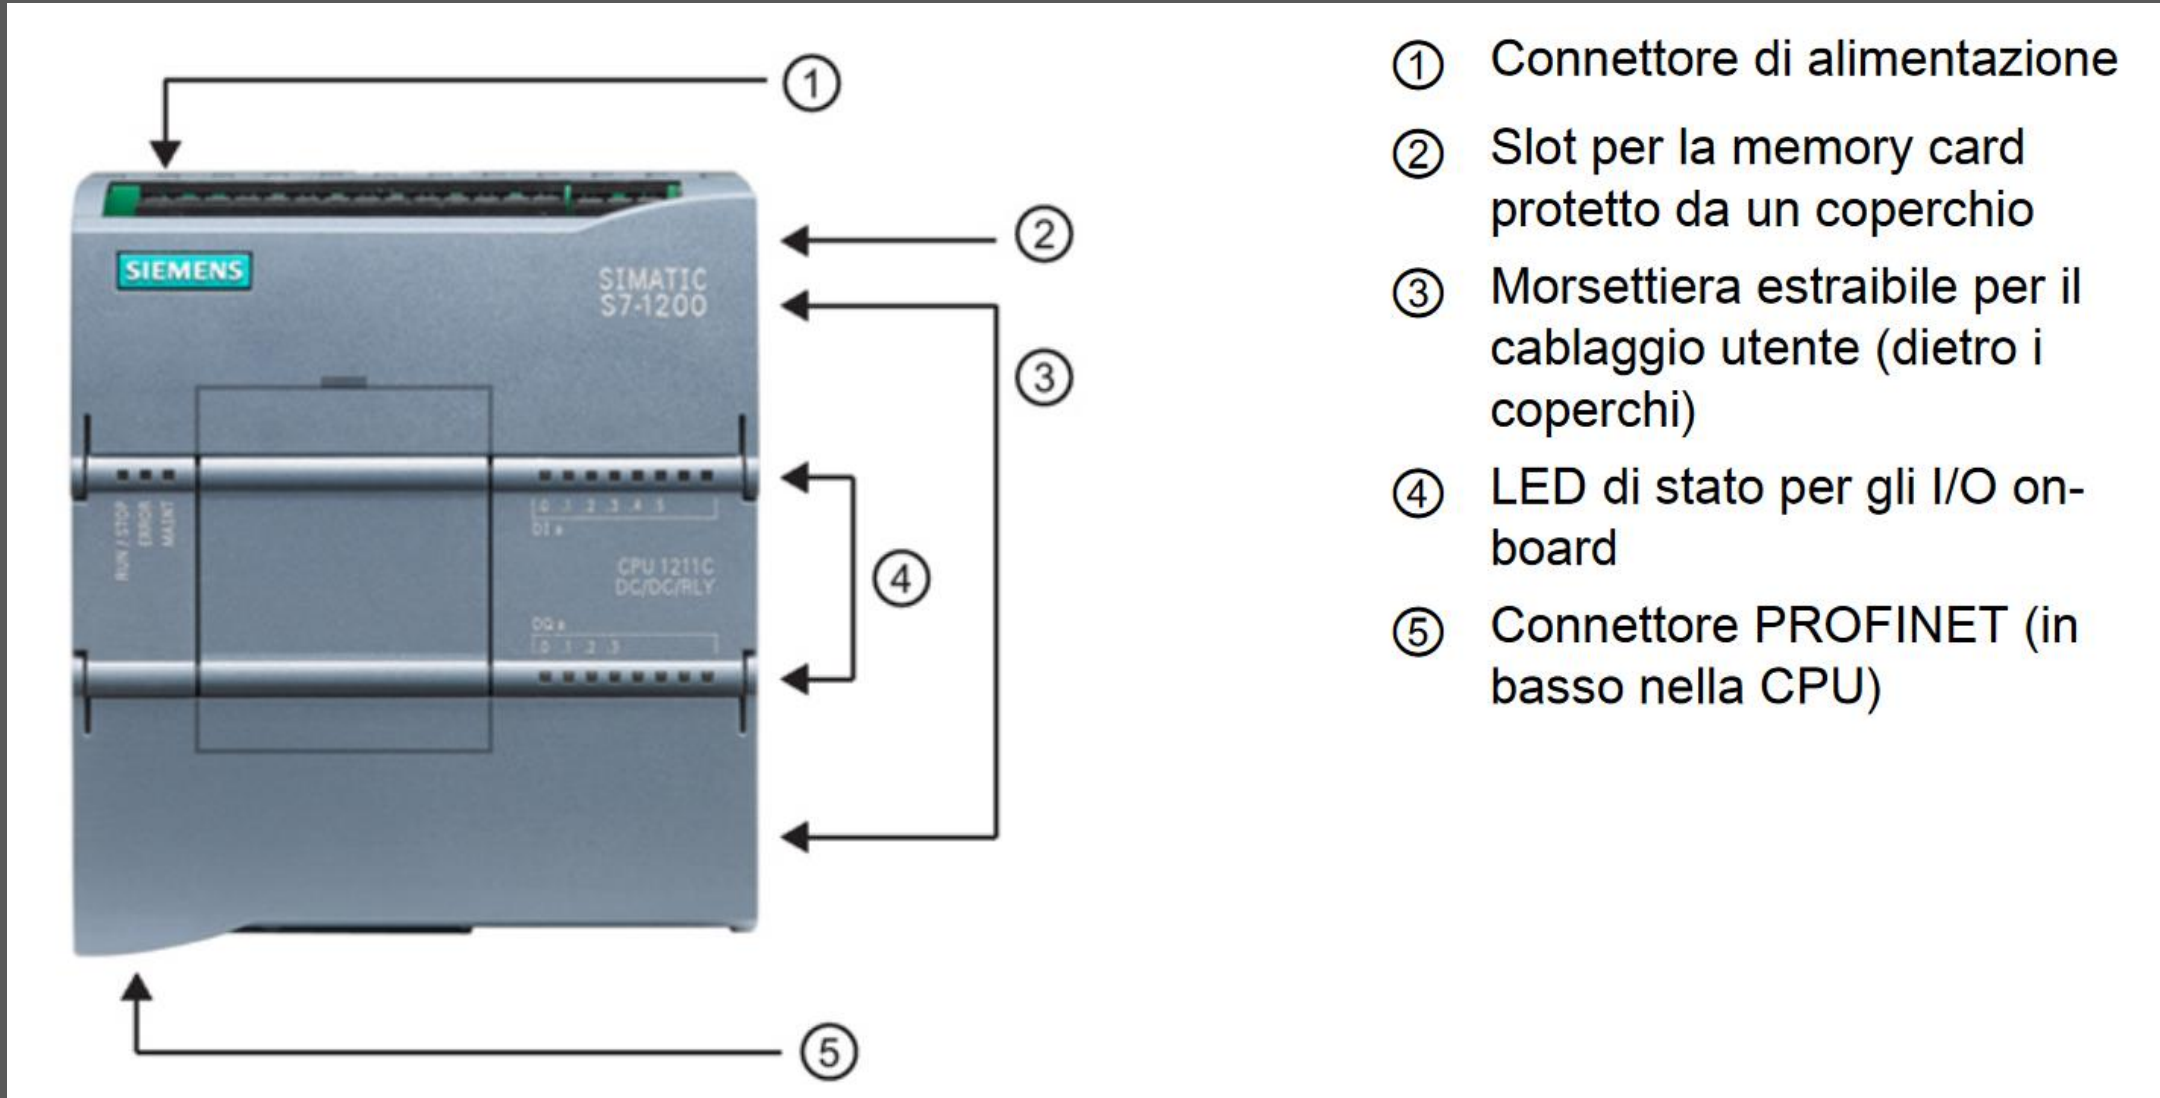 ①
②
③
④
⑤
SIEMENS
SIMATIC
S7-1200
RUN / STOP
ERROR
MAINT
.0 .1 .2 .3 .4 .5
DI a
CPU 1211C
DC/DC/RLY
DQ a
.0 .1 .2 .3
① Connettore di alimentazione
② Slot per la memory card
protetto da un coperchio
③ Morsettiera estraibile per il
cablaggio utente (dietro i
coperchi)
④ LED di stato per gli I/O on-
board
⑤ Connettore PROFINET (in
basso nella CPU)